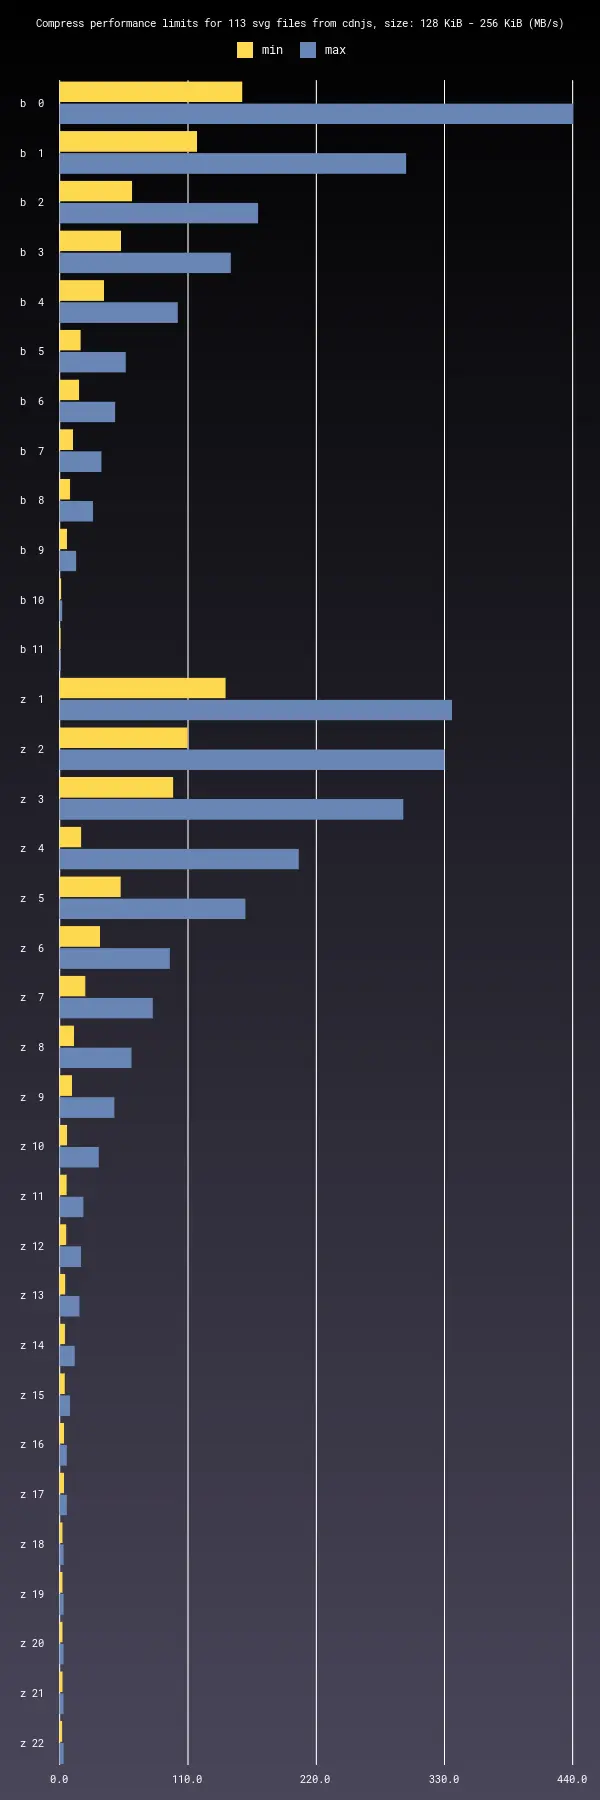 Compress performance limits for 113 svg files from cdnjs, size: 128 KiB - 256 KiB (MB/s)
min max
b 0
b 1
b 2
b 3
b 4
b 5
b 6
b 7
b 8
b 9
b 10
b 11
z 1
z 2
z 3
z 4
z 5
z 6
z 7
z 8
z 9
z 10
z 11
z 12
z 13
z 14
z 15
z 16
z 17
z 18
z 19
z 20
z 21
z 22
0.0 110.0 220.0 330.0 440.0